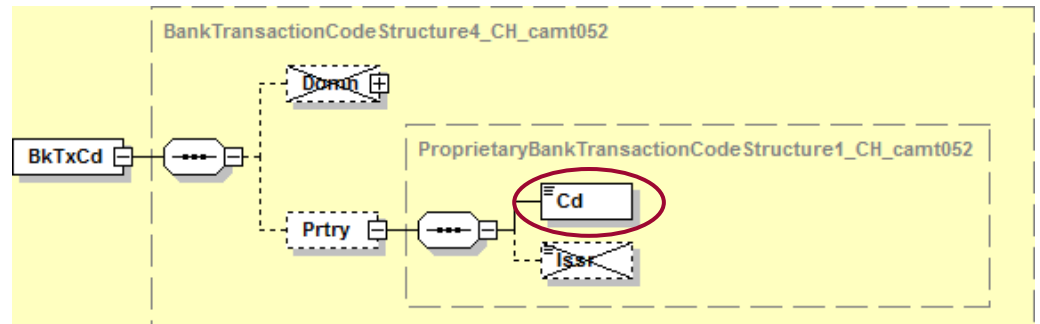 BankTransactionCodeStructure4_CH_camt052
Domn
ProprietaryBankTransactionCodeStructure1_CH_camt052
BkTxCd
Cd
Prtry
Issr